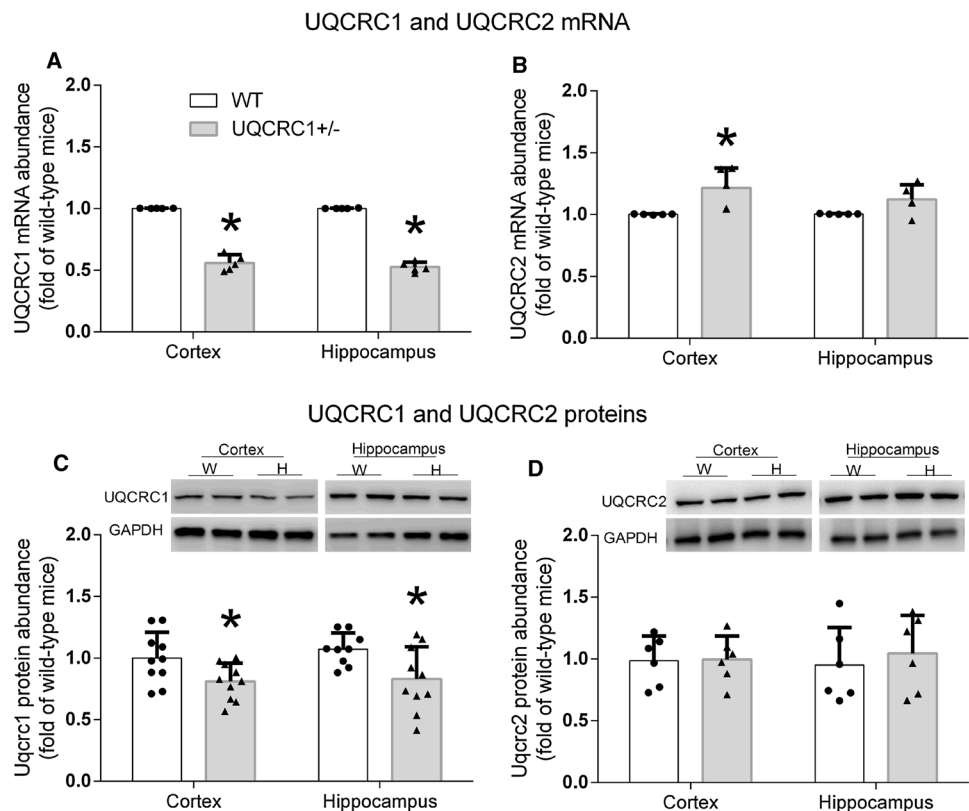 UQCRC1 and UQCRC2 mRNA
A
UQCRC1 mRNA abundance
(fold of wild-type mice)
2.0
1.5
1.0
0.5
0.0
WT
UQCRC1+/-
*
*
Cortex
Hippocampus
B
UQCRC2 mRNA abundance
(fold of wild-type mice)
2.0
1.5
1.0
0.5
0.0
*
Cortex
Hippocampus
UQCRC1 and UQCRC2 proteins
C
Cortex
W
H
Hippocampus
W
H
UQCRC1
GAPDH
Uqcrc1 protein abundance
(fold of wild-type mice)
2.0
1.5
1.0
0.5
0.0
*
*
Cortex
Hippocampus
D
Cortex
W
H
Hippocampus
W
H
UQCRC2
GAPDH
Uqcrc2 protein abundance
(fold of wild-type mice)
2.0
1.5
1.0
0.5
0.0
Cortex
Hippocampus